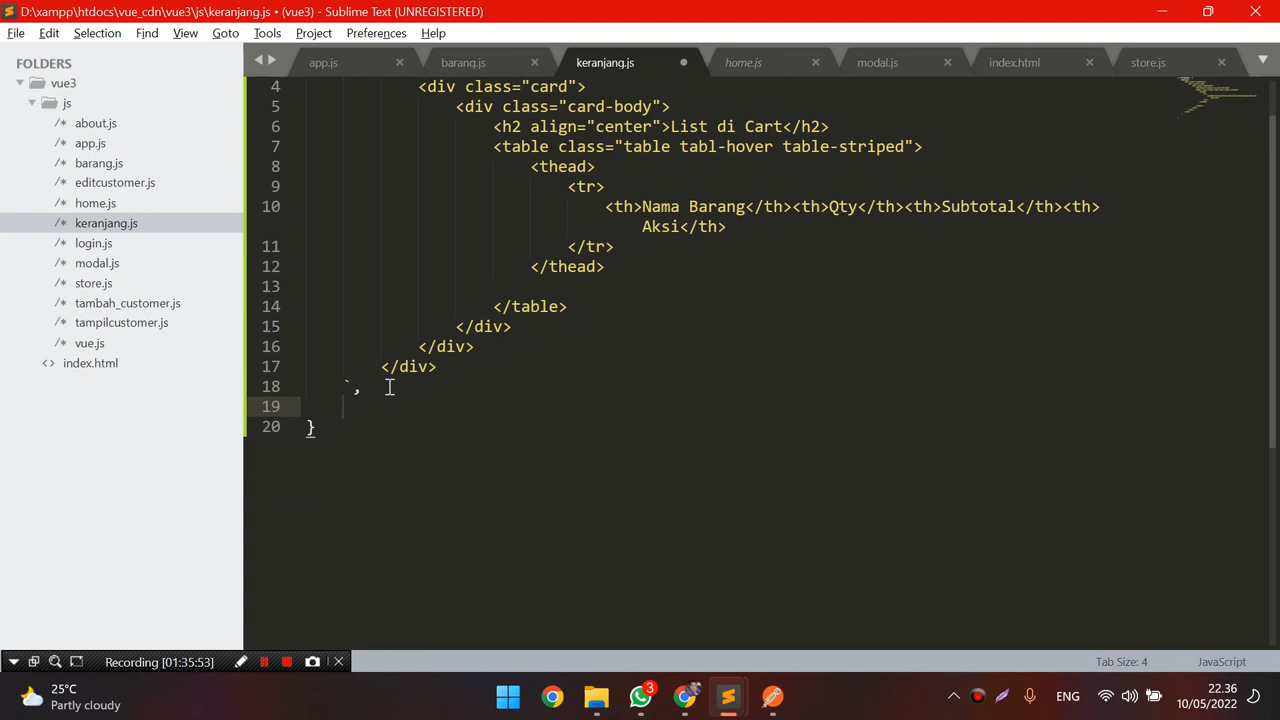 D:\xampp\htdocs\vue_cdn\vue3\js\keranjang.js • (vue3) - Sublime Text (UNREGISTERED)
File Edit Selection Find View Goto Tools Project Preferences Help
FOLDERS
vue3
js
/* about.js
/* app.js
/* barang.js
/* editcustomer.js
/* home.js
/* keranjang.js
/* login.js
/* modal.js
/* store.js
/* tambah_customer.js
/* tampilcustomer.js
/* vue.js
<> index.html
app.js barang.js keranjang.js home.js modal.js index.html store.js
4 <div class="card">
5 <div class="card-body">
6 <h2 align="center">List di Cart</h2>
7 <table class="table tabl-hover table-striped">
8 <thead>
9 <tr>
10 <th>Nama Barang</th><th>Qty</th><th>Subtotal</th><th>
Aksi</th>
11 </tr>
12 </thead>
13
14 </table>
15 </div>
16 </div>
17 </div>
18 `,
19
20 }
Recording [01:35:53]
Tab Size: 4 JavaScript
25°C
Partly cloudy
3
ENG
22.36
10/05/2022